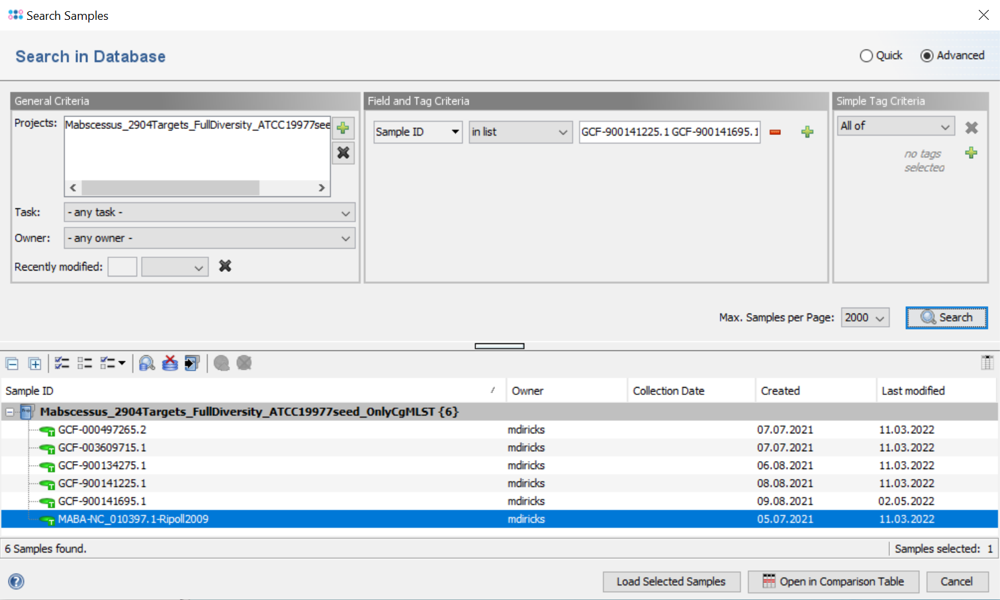 Search Samples
Search in Database
Quick
Advanced
General Criteria
Field and Tag Criteria
Simple Tag Criteria
Projects:
Mabscessus_2904Targets_FullDiversity_ATCC19977see
Sample ID
in list
GCF-900141225.1 GCF-900141695.1
All of
no tags
selected
Task:
- any task -
Owner:
- any owner -
Recently modified:
Max. Samples per Page:
2000
Search
Sample ID
Owner
Collection Date
Created
Last modified
Mabscessus_2904Targets_FullDiversity_ATCC19977seed_OnlyCgMLST {6}
GCF-000497265.2 mdiricks 07.07.2021 11.03.2022
GCF-003609715.1 mdiricks 07.07.2021 11.03.2022
GCF-900134275.1 mdiricks 06.08.2021 11.03.2022
GCF-900141225.1 mdiricks 08.08.2021 11.03.2022
GCF-900141695.1 mdiricks 09.08.2021 02.05.2022
MABA-NC_010397.1-Ripoll2009 mdiricks 05.07.2021 11.03.2022
6 Samples found.
Samples selected: 1
Load Selected Samples
Open in Comparison Table
Cancel